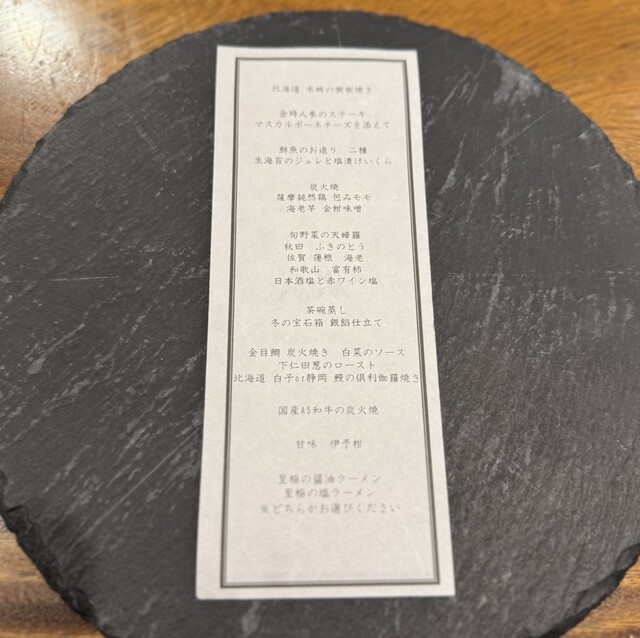 北海道 水蛸の樹樹焼き
金時人参のステーキ
マスカルポーネチーズを添えて
鮮魚のお造り 二種
生海苔のジュレと塩漬けいくら
炭火焼
薩摩純然鶏 包みモモ
海老芋 金柑味噌
旬野菜の天婦羅
秋田 ふきのとう
佐賀 蓮根 海老
和歌山 富有柿
日本酒塩と赤ワイン塩
茶碗蒸し
冬の宝石箱 銀餡仕立て
金目鯛 炭火焼き 白菜のソース
下仁田葱のロースト
北海道 白子or静岡 鰻の倶利伽羅焼き
国産A5和牛の炭火焼
甘味 伊予柑
至極の醤油ラーメン
至極の塩ラーメン
※どちらかお選びください